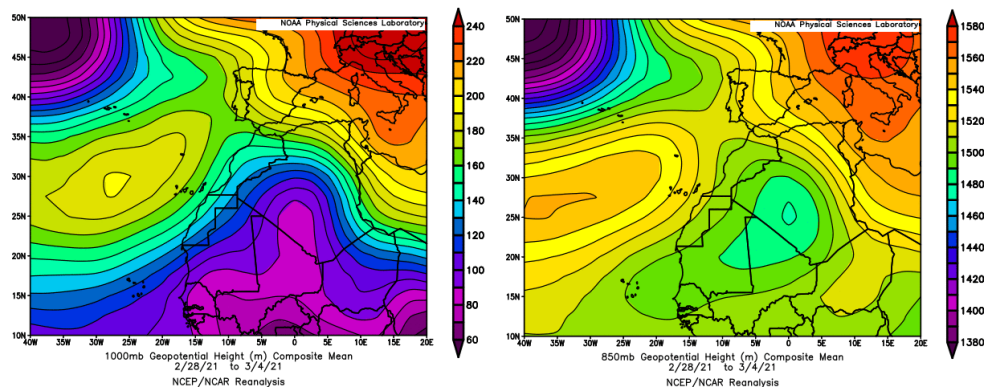 NOAA Physical Sciences Laboratory
50N
45N
40N
35N
30N
25N
20N
15N
10N
40W 35W 30W 25W 20W 15W 10W 5W 0 5E 10E 15E 20E
240
220
200
180
160
140
120
100
80
60
1000mb Geopotential Height (m) Composite Mean
2/28/21 to 3/4/21
NCEP/NCAR Reanalysis
NOAA Physical Sciences Laboratory
50N
45N
40N
35N
30N
25N
20N
15N
10N
40W 35W 30W 25W 20W 15W 10W 5W 0 5E 10E 15E 20E
1580
1560
1540
1520
1500
1480
1460
1440
1420
1400
1380
850mb Geopotential Height (m) Composite Mean
2/28/21 to 3/4/21
NCEP/NCAR Reanalysis